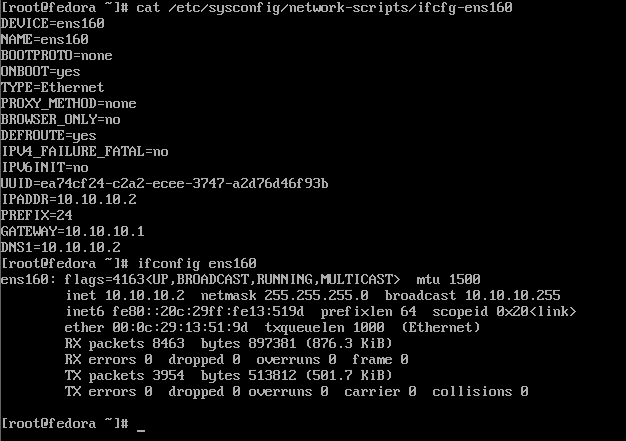 [root@fedora ~]# cat /etc/sysconfig/network-scripts/ifcfg-ens160
DEVICE=ens160
NAME=ens160
BOOTPROTO=none
ONBOOT=yes
TYPE=Ethernet
PROXY_METHOD=none
BROWSER_ONLY=no
DEFROUTE=yes
IPV4_FAILURE_FATAL=no
IPV6INIT=no
UUID=ea74cf24-c2a2-ecee-3747-a2d76d46f93b
IPADDR=10.10.10.2
PREFIX=24
GATEWAY=10.10.10.1
DNS1=10.10.10.2
[root@fedora ~]# ifconfig ens160
ens160: flags=4163<UP,BROADCAST,RUNNING,MULTICAST>  mtu 1500
        inet 10.10.10.2  netmask 255.255.255.0  broadcast 10.10.10.255
        inet6 fe80::20c:29ff:fe13:519d  prefixlen 64  scopeid 0x20<link>
        ether 00:0c:29:13:51:9d  txqueuelen 1000  (Ethernet)
        RX packets 8463  bytes 897381 (876.3 KiB)
        RX errors 0  dropped 0  overruns 0  frame 0
        TX packets 3954  bytes 513812 (501.7 KiB)
        TX errors 0  dropped 0 overruns 0  carrier 0  collisions 0
[root@fedora ~]# _